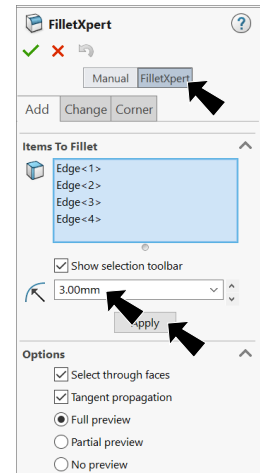 FilletXpert
?
Manual FilletXpert
Add Change Corner
Items To Fillet
Edge<1>
Edge<2>
Edge<3>
Edge<4>
Show selection toolbar
3.00mm
Apply
Options
Select through faces
Tangent propagation
Full preview
Partial preview
No preview